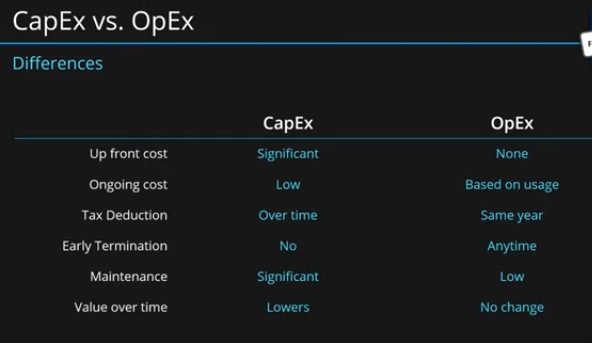 CapEx vs. OpEx
Differences
CapEx OpEx
Up front cost Significant None
Ongoing cost Low Based on usage
Tax Deduction Over time Same year
Early Termination No Anytime
Maintenance Significant Low
Value over time Lowers No change